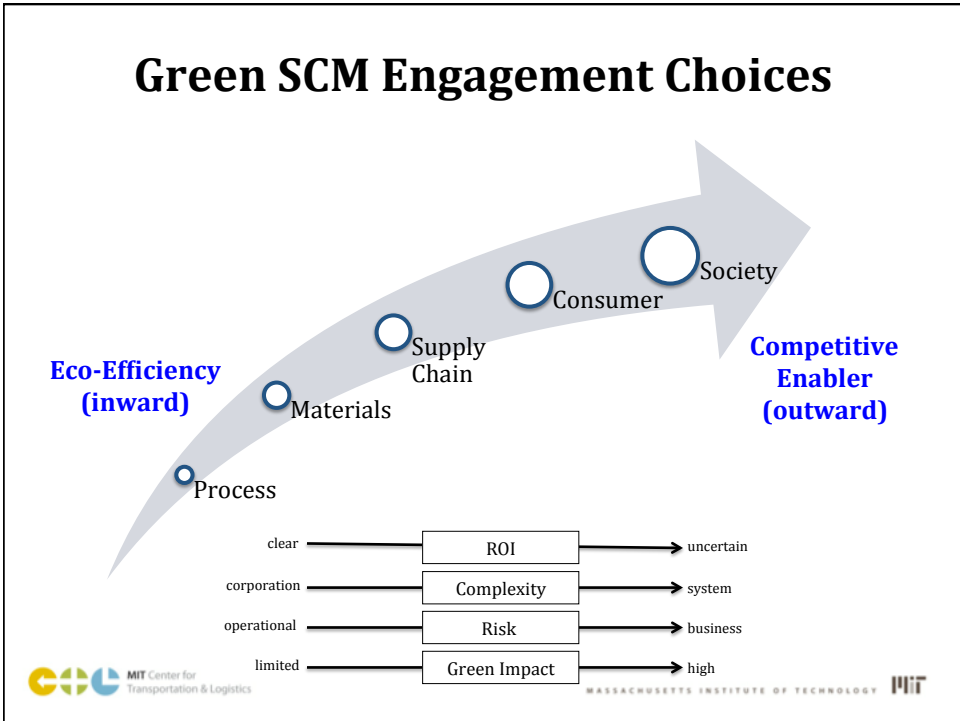 Green SCM Engagement Choices
Society
Consumer
Supply
Chain
Competitive
Enabler
(outward)
Eco-Efficiency
(inward)
Materials
Process
clear ROI uncertain
corporation Complexity system
operational Risk business
limited Green Impact high
MIT Center for
Transportation & Logistics
MASSACHUSETTS INSTITUTE OF TECHNOLOGY